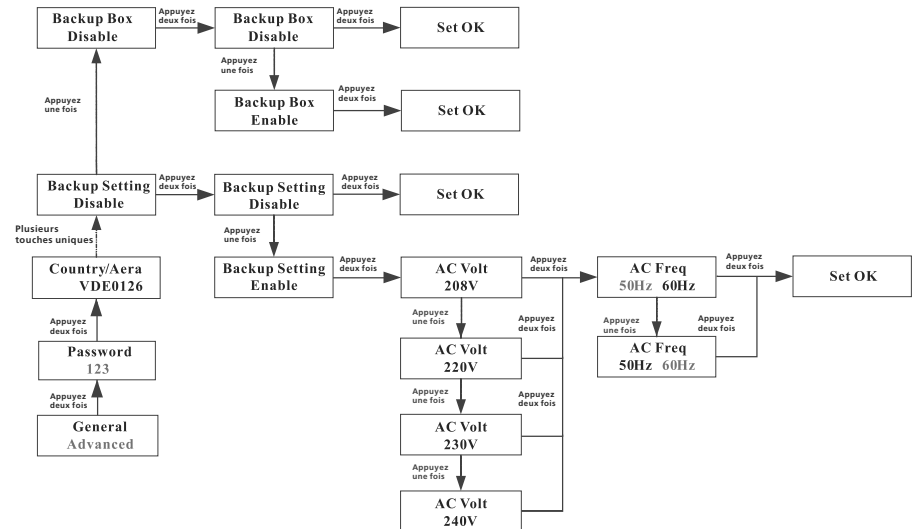 Backup Box
Disable
Appuyez
deux fois
Backup Box
Disable
Appuyez
deux fois
Set OK
Appuyez
une fois
Appuyez
une fois
Backup Box
Enable
Appuyez
deux fois
Set OK
Backup Setting
Disable
Appuyez
deux fois
Backup Setting
Disable
Appuyez
deux fois
Set OK
Plusieurs
touches uniques
Appuyez
une fois
Country/Aera
VDE0126
Backup Setting
Enable
Appuyez
deux fois
AC Volt
208V
Appuyez
deux fois
AC Freq
50Hz 60Hz
Appuyez
deux fois
Set OK
Appuyez
deux fois
Appuyez
une fois
Appuyez
deux fois
Appuyez
une fois
Appuyez
deux fois
Password
123
AC Volt
220V
AC Freq
50Hz 60Hz
Appuyez
deux fois
Appuyez
une fois
Appuyez
deux fois
General
Advanced
AC Volt
230V
Appuyez
une fois
AC Volt
240V